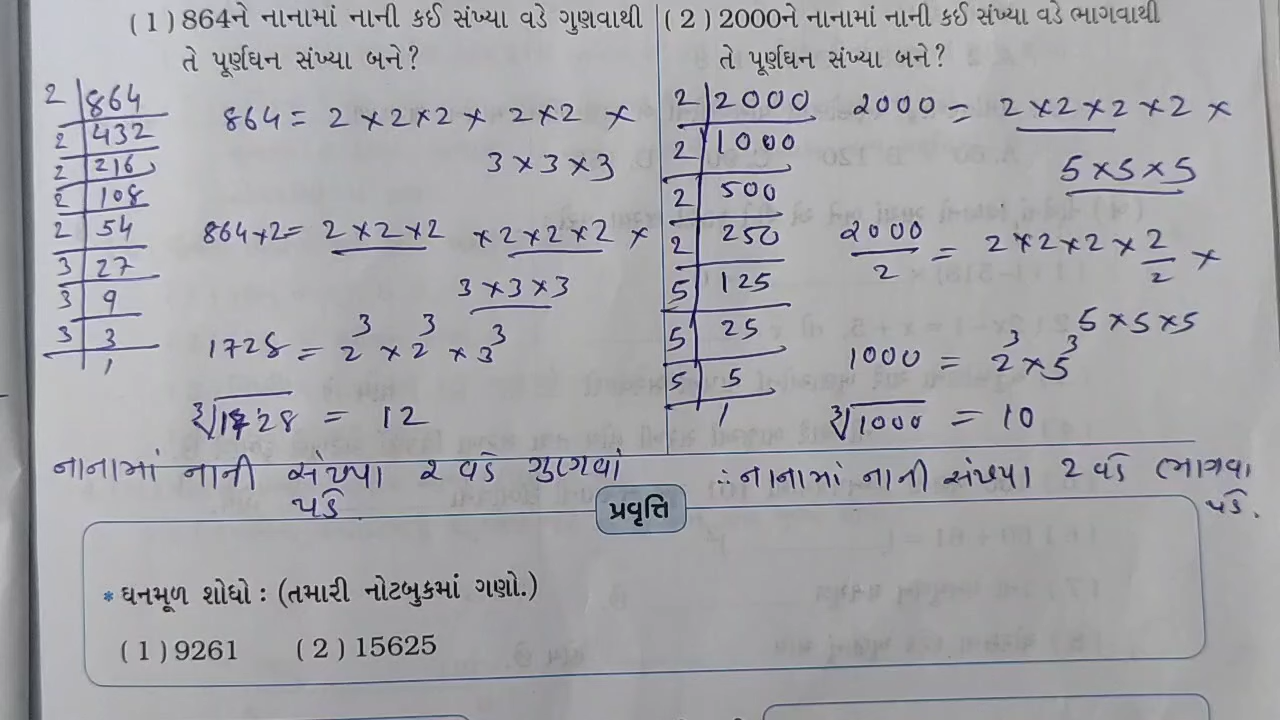 ( 1 ) 864ને નાનામાં નાની કઈ સંખ્યા વડે ગુણવાથી
તે પૂર્ણઘન સંખ્યા બને?
2 | 864
2 | 432
2 | 216
2 | 108
2 | 54
3 | 27
3 | 9
3 | 3
1
864 = 2 × 2 × 2 × 2 × 2 ×
3 × 3 × 3
864 × 2 = 2 × 2 × 2 × 2 × 2 × 2 ×
3 × 3 × 3
1728 = 2³ × 2³ × 3³
∛1728 = 12
નાનામાં નાની સંખ્યા 2 વડે ગુણવાં
પડે
( 2 ) 2000ને નાનામાં નાની કઈ સંખ્યા વડે ભાગવાથી
તે પૂર્ણઘન સંખ્યા બને?
2 | 2000
2 | 1000
2 | 500
2 | 250
5 | 125
5 | 25
5 | 5
1
2000 = 2 × 2 × 2 × 2 ×
5 × 5 × 5
2000/2 = 2 × 2 × 2 × 2/2 ×
5 × 5 × 5
1000 = 2³ × 5³
∛1000 = 10
∴ નાનામાં નાની સંખ્યા 2 વડે ભાગવા
પડે.
પ્રવૃત્તિ
* ઘનમૂળ શોધો : (તમારી નોટબુકમાં ગણો.)
( 1 ) 9261 ( 2 ) 15625